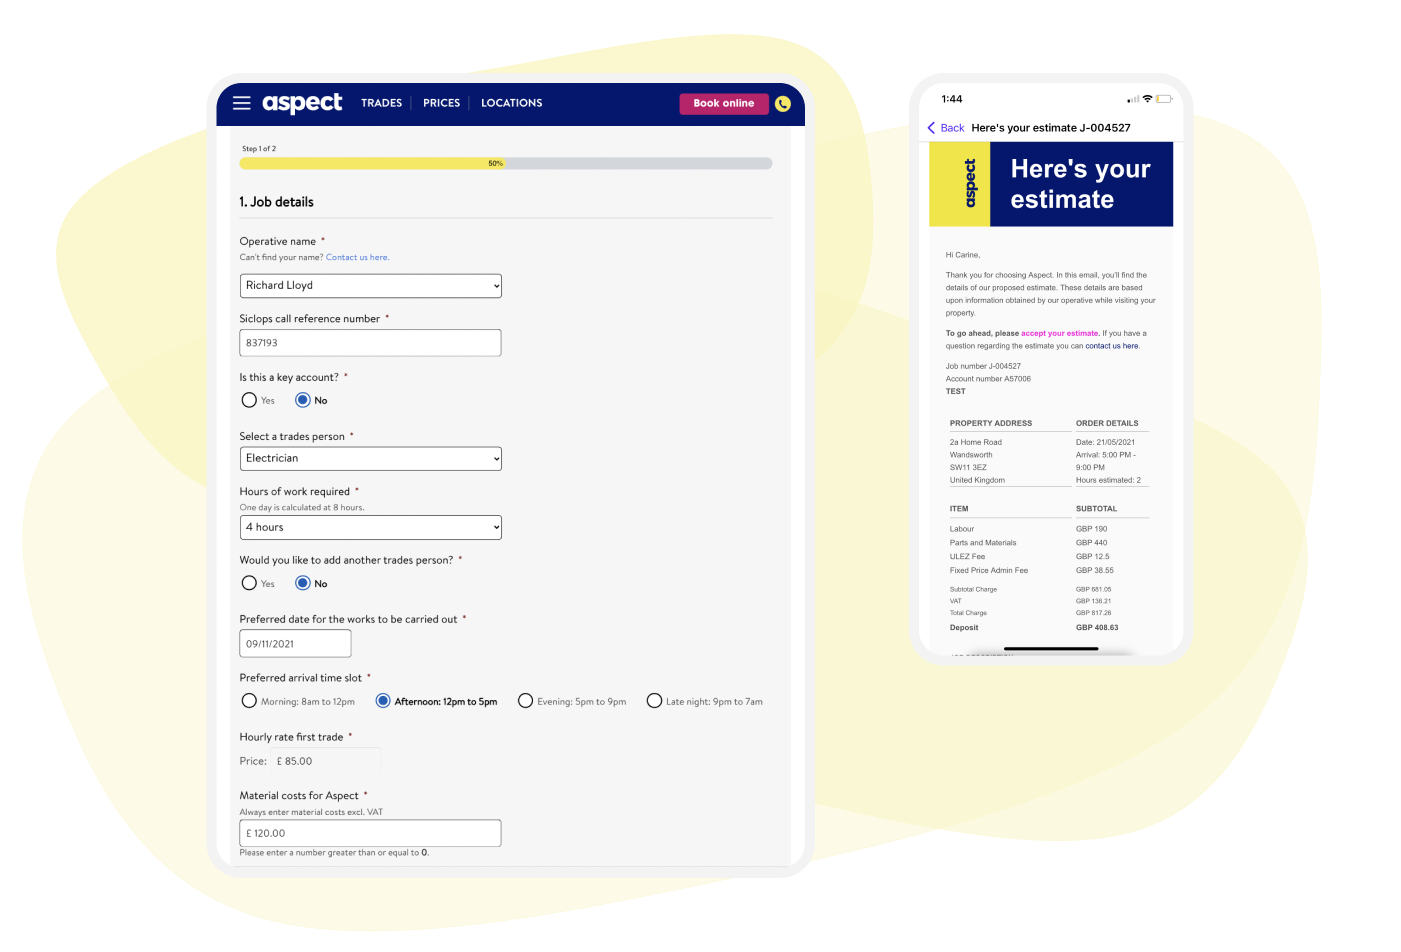 aspect TRADES PRICES LOCATIONS Book online
Step 1 of 2
50%
1. Job details
Operative name *
Can't find your name? Contact us here.
Richard Lloyd
Siclops call reference number *
837193
Is this a key account? *
Yes No
Select a trades person *
Electrician
Hours of work required *
One day is calculated at 8 hours.
4 hours
Would you like to add another trades person? *
Yes No
Preferred date for the works to be carried out *
09/11/2021
Preferred arrival time slot *
Morning: 8am to 12pm Afternoon: 12pm to 5pm Evening: 5pm to 9pm Late night: 9pm to 7am
Hourly rate first trade *
Price: £ 85.00
Material costs for Aspect *
Always enter material costs excl. VAT
£ 120.00
Please enter a number greater than or equal to 0.
1:44
Back Here's your estimate J-004527
aspect
Here's your
estimate
Hi Carine,
Thank you for choosing Aspect. In this email, you'll find the
details of our proposed estimate. These details are based
upon information obtained by our operative while visiting your
property.
To go ahead, please accept your estimate. If you have a
question regarding the estimate you can contact us here.
Job number J-004527
Account number A57006
TEST
PROPERTY ADDRESS ORDER DETAILS
2a Home Road Date: 21/05/2021
Wandsworth Arrival: 5:00 PM -
SW11 3EZ 9:00 PM
United Kingdom Hours estimated: 2
ITEM SUBTOTAL
Labour GBP 190
Parts and Materials GBP 440
ULEZ Fee GBP 12.5
Fixed Price Admin Fee GBP 38.55
Subtotal Charge GBP 681.05
VAT GBP 136.21
Total Charge GBP 817.26
Deposit GBP 408.63